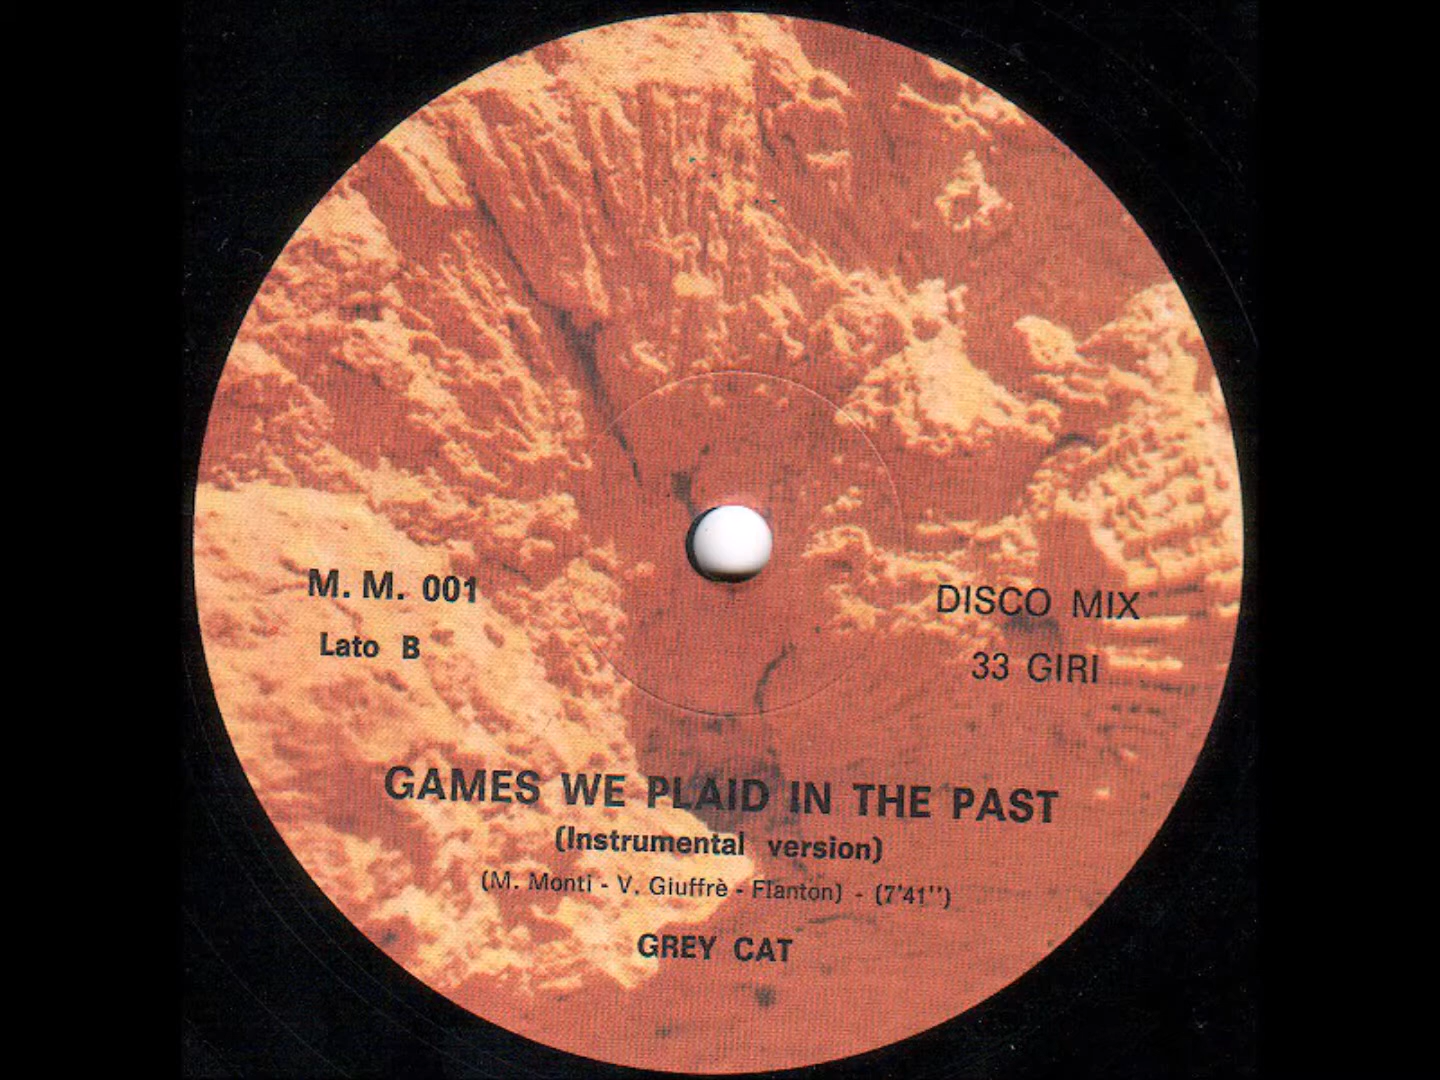 M. M. 001
Lato B
DISCO MIX
33 GIRI
GAMES WE PLAID IN THE PAST
(Instrumental version)
(M. Monti - V. Giuffrè - Flanton) - (7'41'')
GREY CAT